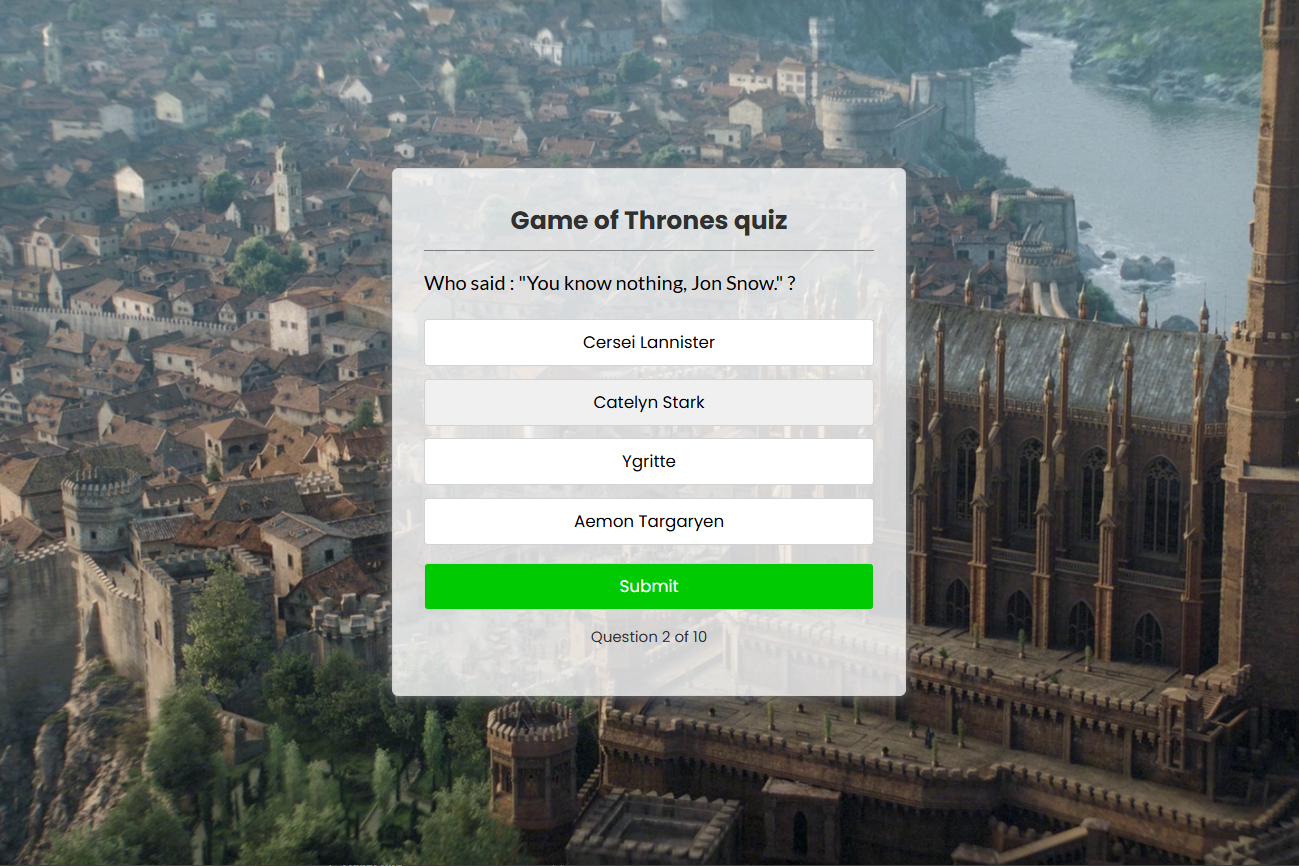 Game of Thrones quiz
Who said : "You know nothing, Jon Snow." ?
Cersei Lannister
Catelyn Stark
Ygritte
Aemon Targaryen
Submit
Question 2 of 10